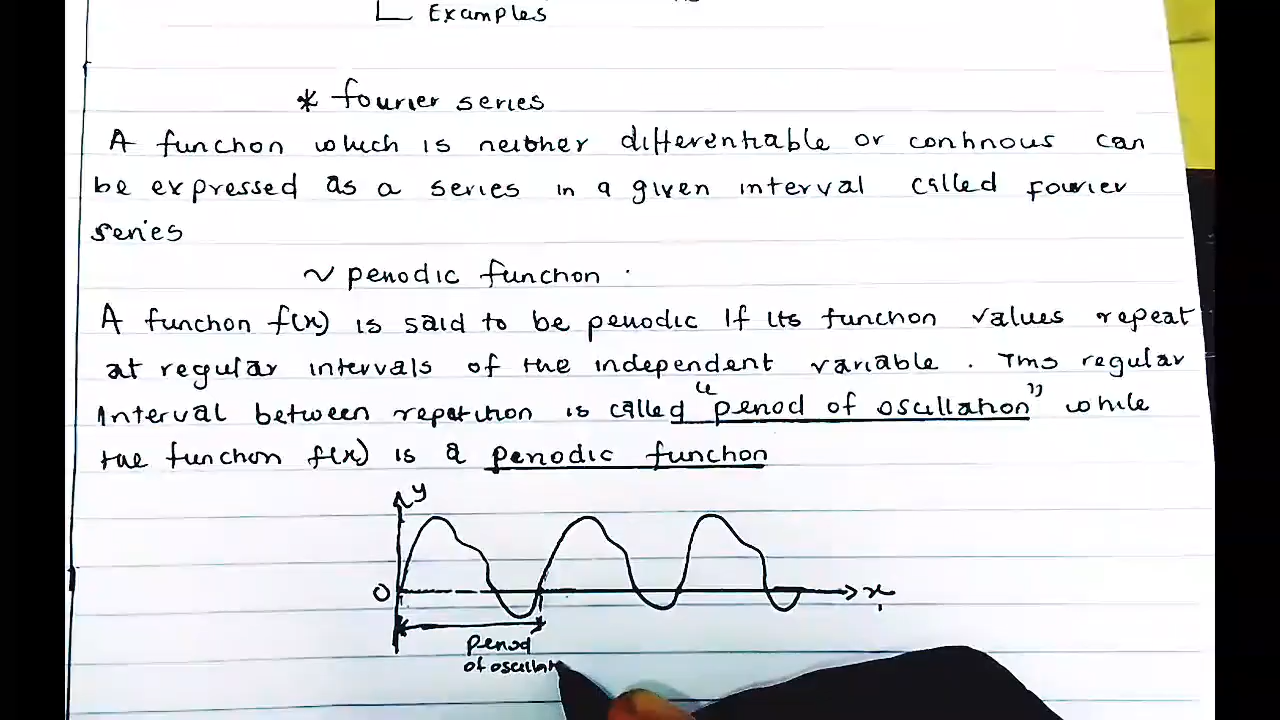 Examples
* fourier series
A function which is neither differentiable or continous can
be expressed as a series in a given interval called fourier
series
~ periodic function .
A function f(x) is said to be periodic if its function values repeat
at regular intervals of the independent variable . This regular
interval between repetition is called "period of oscillation" while
the function f(x) is a periodic function
y
0
x
period
of oscillati